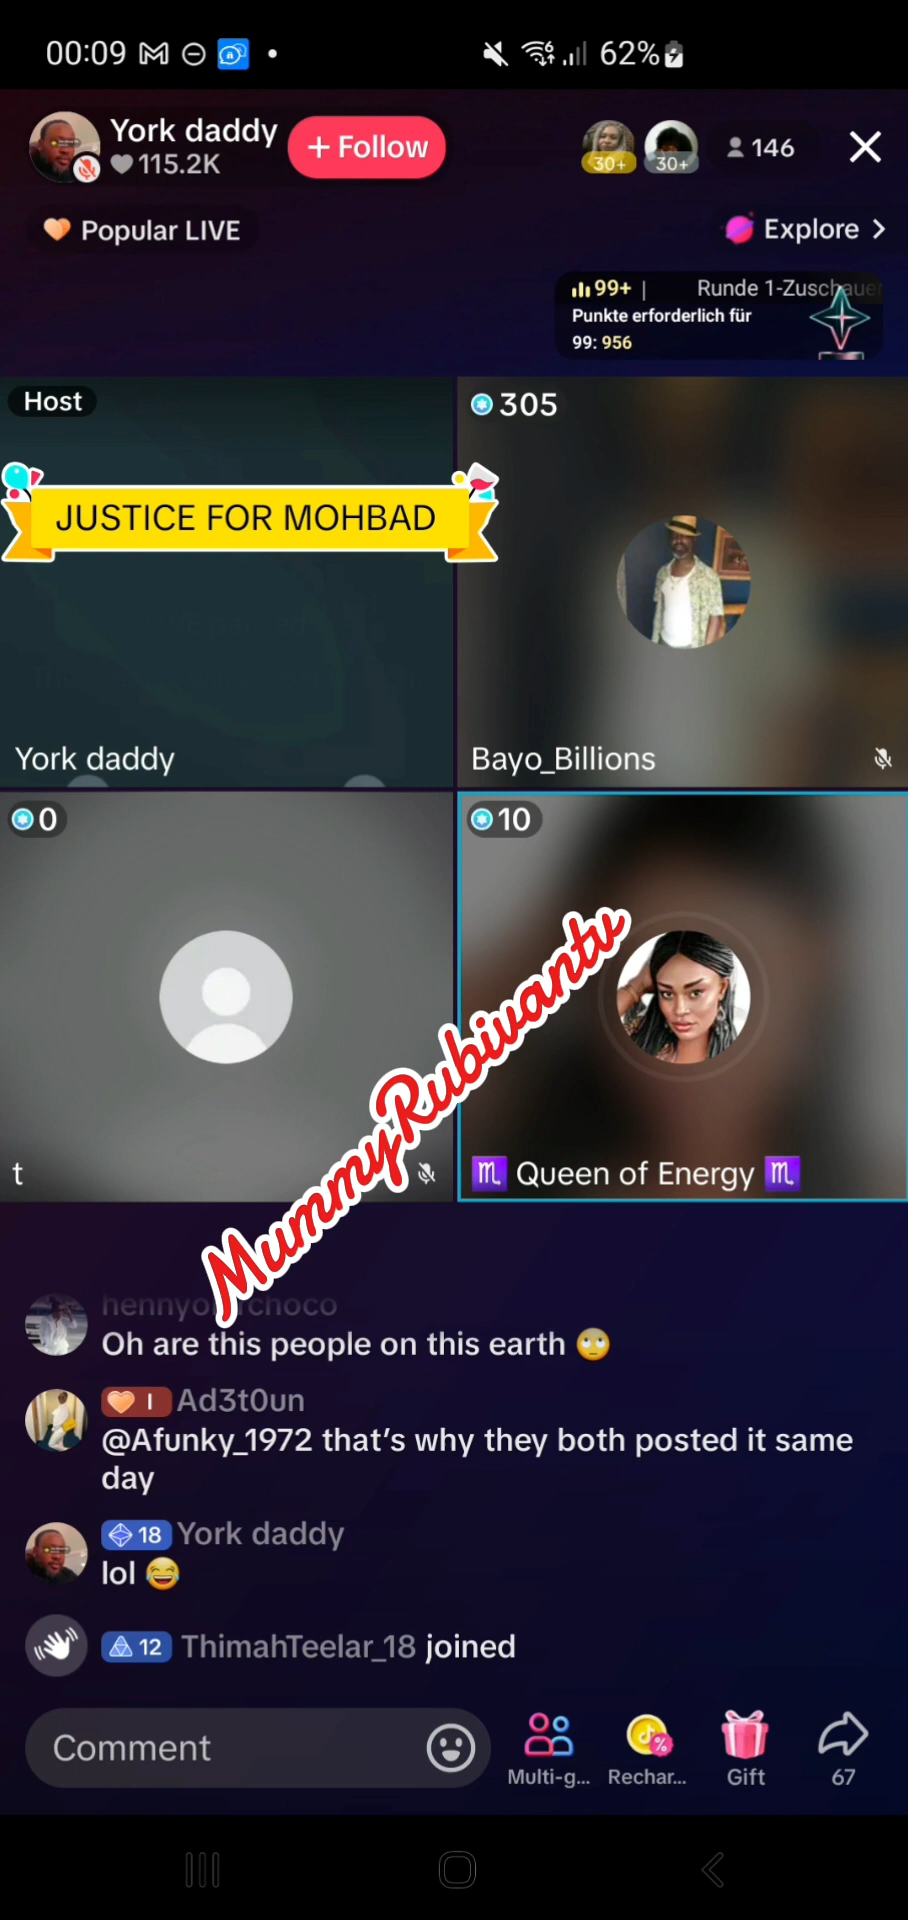 00:09
62%
York daddy
115.2K
+ Follow
30+
30+
146
Popular LIVE
Explore >
99+ | Runde 1-Zuschauer
Punkte erforderlich für
99: 956
Host
305
JUSTICE FOR MOHBAD
York daddy
Bayo_Billions
0
10
MummyRubivantv
t
♏ Queen of Energy ♏
Oh are this people on this earth 🙄
I Ad3t0un
@Afunky_1972 that's why they both posted it same
day
18 York daddy
lol 😂
12 ThimahTeelar_18 joined
Comment
Multi-g...
Rechar...
Gift
67